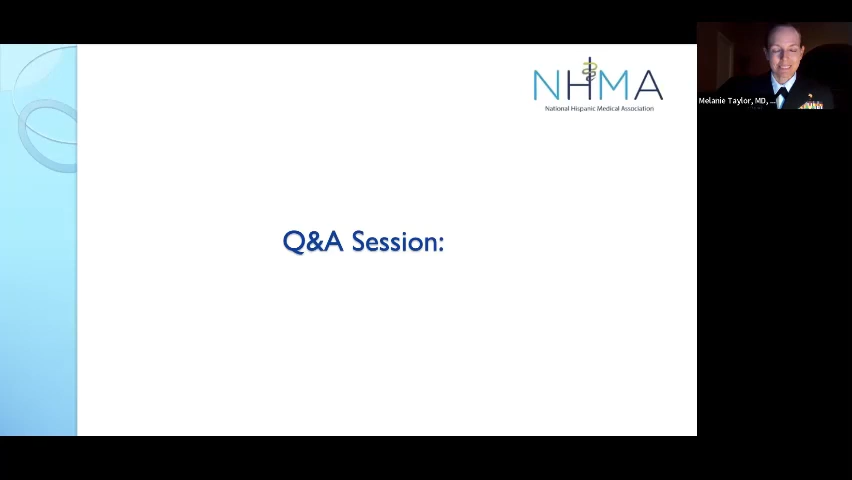 NHMA
National Hispanic Medical Association
Melanie Taylor, MD, ...
Q&A Session: